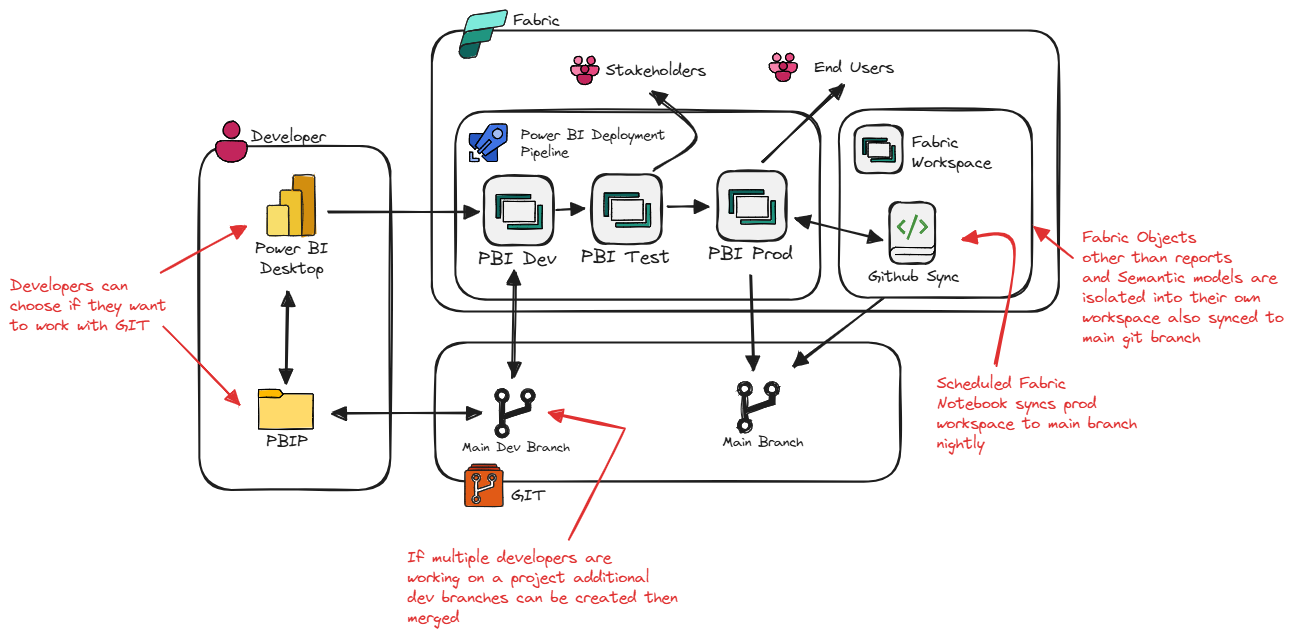 Fabric
Stakeholders
End Users
Developer
Power BI Deployment
Pipeline
Fabric
Workspace
Power BI
Desktop
PBI Dev
PBI Test
PBI Prod
Github Sync
Developers can
choose if they want
to work with GIT
Fabric Objects
other than reports
and Semantic models are
isolated into their own
workspace also synced to
main git branch
Scheduled Fabric
Notebook syncs prod
workspace to main branch
nightly
PBIP
Main Dev Branch
Main Branch
GIT
If multiple developers are
working on a project additional
dev branches can be created then
merged